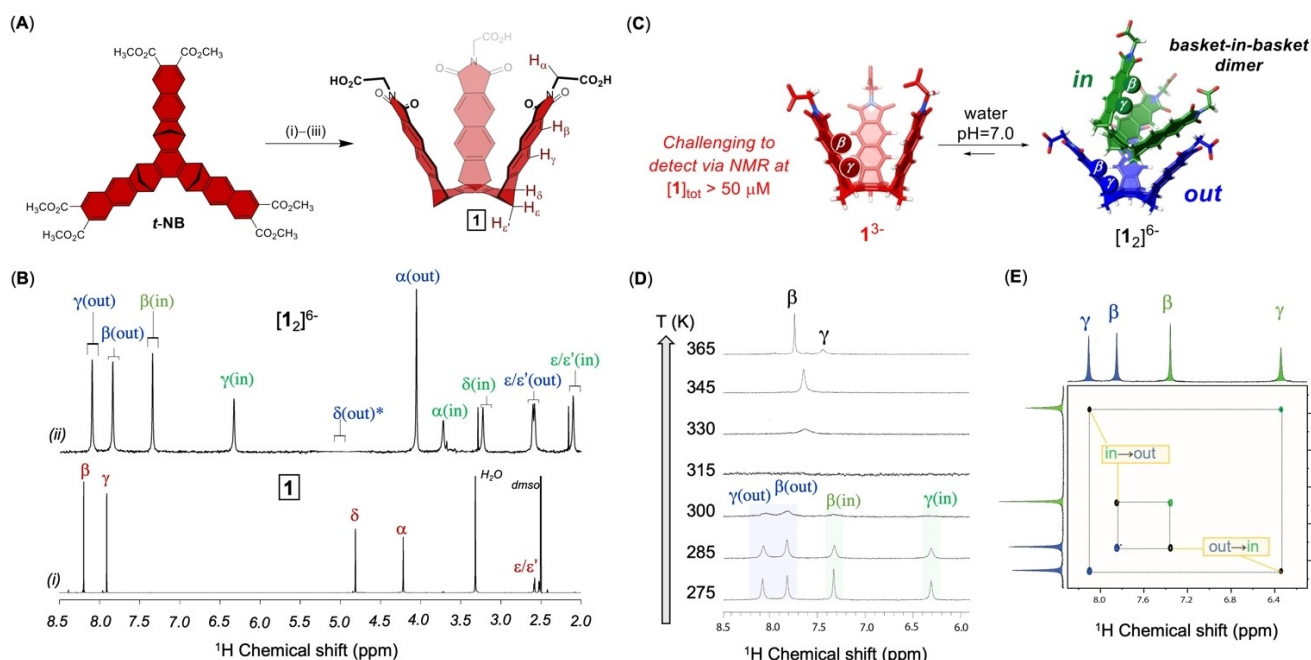 (A)
H₃CO₂C
CO₂CH₃
H₃CO₂C
CO₂CH₃
H₃CO₂C
CO₂CH₃
t-NB
(i)–(iii)
CO₂H
O
N
O
HO₂C
O
N
O
Hα
CO₂H
O
N
O
Hβ
Hγ
Hδ
Hε
Hε'
1
(C)
Challenging to
detect via NMR at
[1]tot > 50 μM
β
γ
1³⁻
water
pH=7.0
basket-in-basket
dimer
in
β
γ
β
γ
out
[1₂]⁶⁻
(B)
γ(out)
β(out)
β(in)
[1₂]⁶⁻
γ(in)
δ(out)*
α(out)
α(in)
δ(in)
ε/ε'(out)
ε/ε'(in)
(ii)
β
γ
1
δ
α
H₂O
dmso
ε/ε'
(i)
8.5 8.0 7.5 7.0 6.5 6.0 5.5 5.0 4.5 4.0 3.5 3.0 2.5 2.0
¹H Chemical shift (ppm)
(D)
T (K)
β
γ
365
345
330
315
γ(out)
β(out)
β(in)
γ(in)
300
285
275
8.5 8.0 7.5 7.0 6.5 6.0
¹H Chemical shift (ppm)
(E)
γ
β
β
γ
in→out
out→in
8.0 7.6 7.2 6.8 6.4
¹H Chemical shift (ppm)